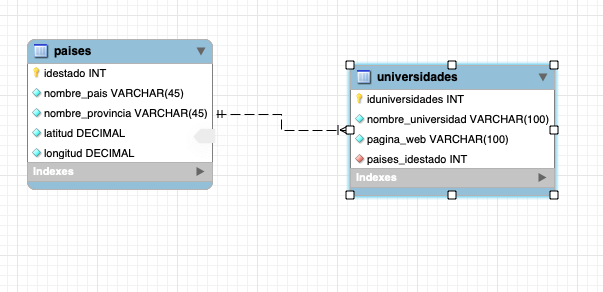 paises
idestado INT
nombre_pais VARCHAR(45)
nombre_provincia VARCHAR(45)
latitud DECIMAL
longitud DECIMAL
Indexes
universidades
iduniversidades INT
nombre_universidad VARCHAR(100)
pagina_web VARCHAR(100)
paises_idestado INT
Indexes